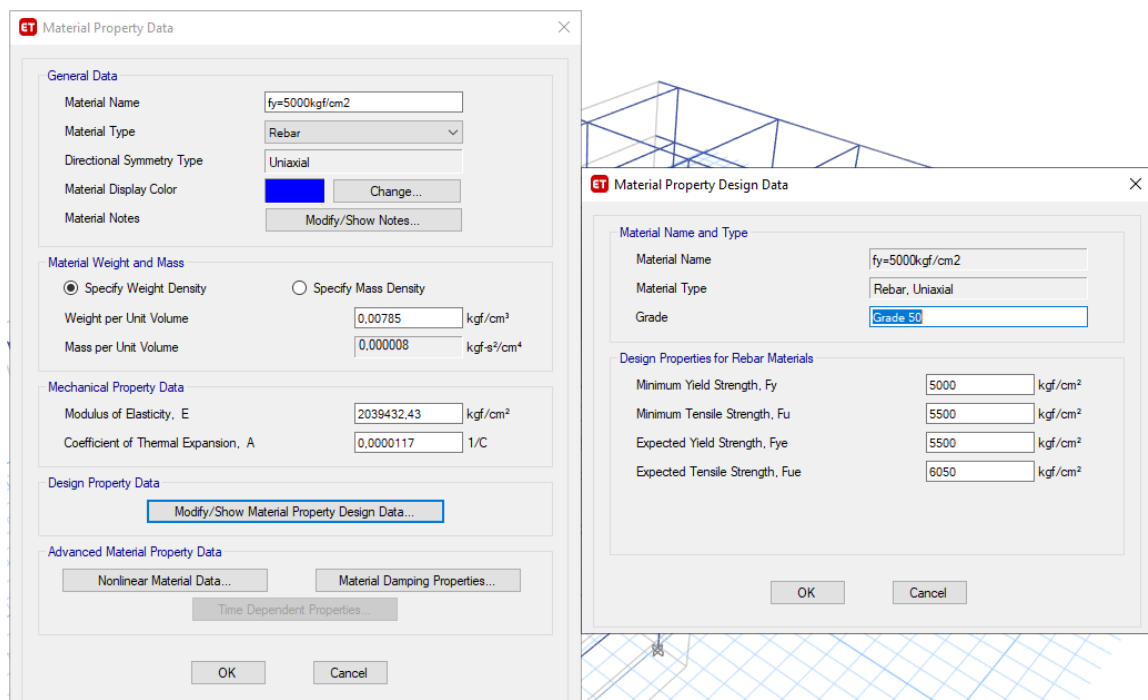 ET Material Property Data
General Data
Material Name fy=5000kgf/cm2
Material Type Rebar
Directional Symmetry Type Uniaxial
Material Display Color Change...
Material Notes Modify/Show Notes...
Material Weight and Mass
Specify Weight Density Specify Mass Density
Weight per Unit Volume 0,00785 kgf/cm³
Mass per Unit Volume 0,000008 kgf-s²/cm⁴
Mechanical Property Data
Modulus of Elasticity, E 2039432,43 kgf/cm²
Coefficient of Thermal Expansion, A 0,0000117 1/C
Design Property Data
Modify/Show Material Property Design Data...
Advanced Material Property Data
Nonlinear Material Data... Material Damping Properties...
Time Dependent Properties...
OK Cancel
ET Material Property Design Data
Material Name and Type
Material Name fy=5000kgf/cm2
Material Type Rebar, Uniaxial
Grade Grade 50
Design Properties for Rebar Materials
Minimum Yield Strength, Fy 5000 kgf/cm²
Minimum Tensile Strength, Fu 5500 kgf/cm²
Expected Yield Strength, Fye 5500 kgf/cm²
Expected Tensile Strength, Fue 6050 kgf/cm²
OK Cancel